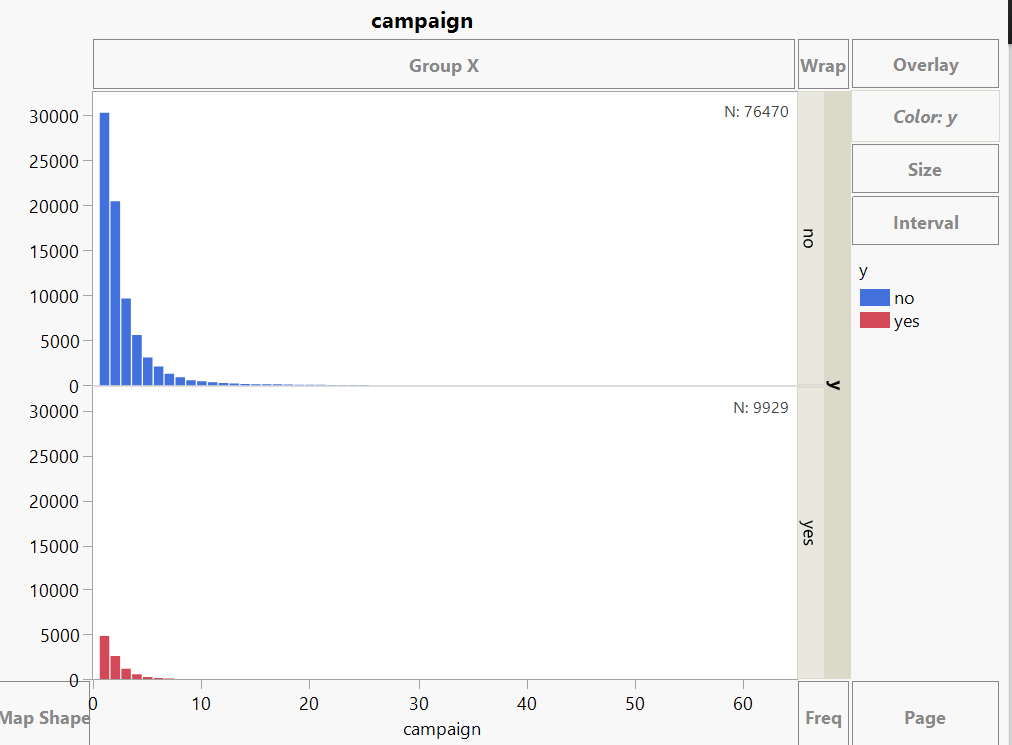 campaign
Group X
Wrap
Overlay
30000
N: 76470
Color: y
25000
Size
20000
Interval
15000
no
y
10000
no
5000
yes
0
y
30000
N: 9929
25000
20000
15000
yes
10000
5000
0
Map Shape
0 10 20 30 40 50 60
campaign
Freq
Page